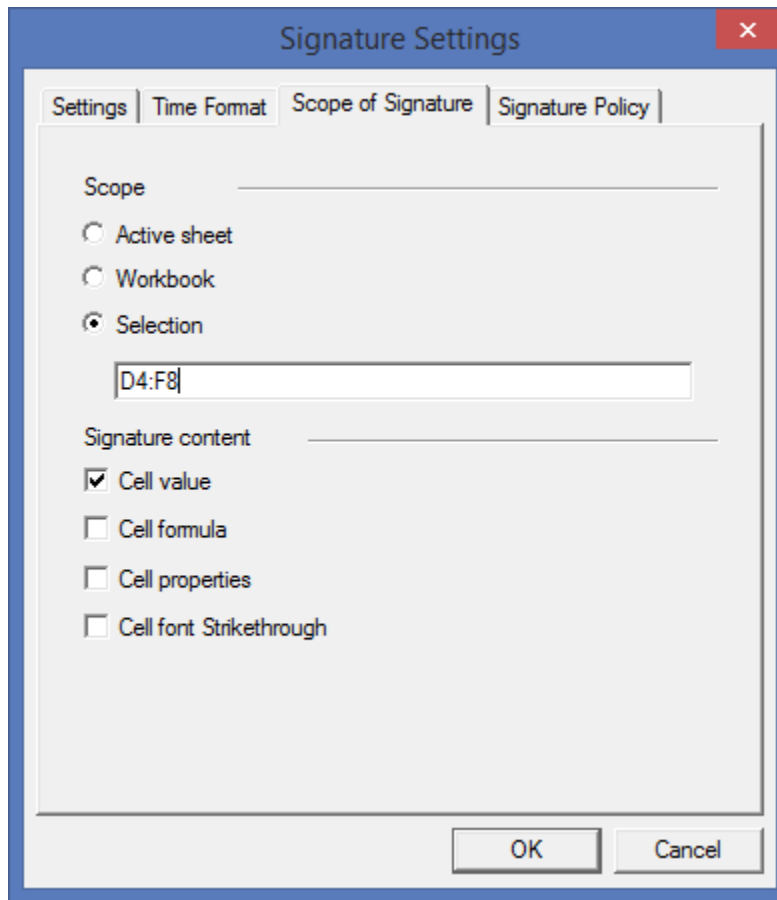 Signature Settings
Settings Time Format Scope of Signature Signature Policy
Scope
Active sheet
Workbook
Selection
D4:F8
Signature content
Cell value
Cell formula
Cell properties
Cell font Strikethrough
OK Cancel